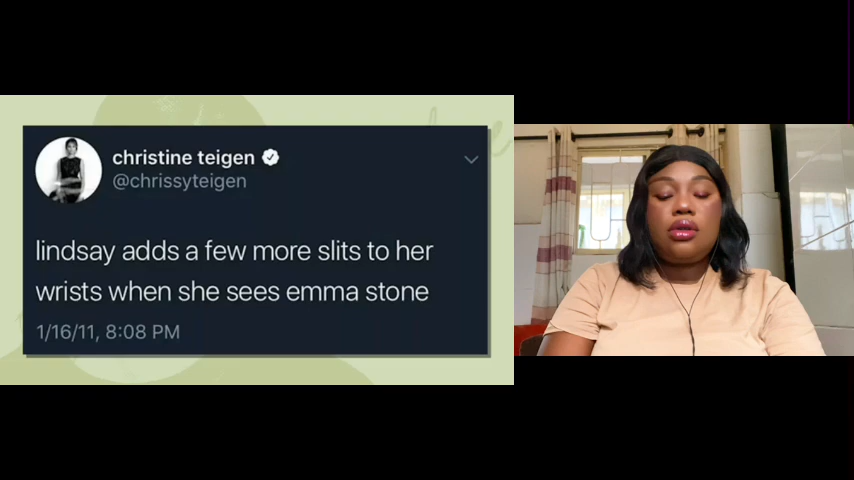 christine teigen
@chrissyteigen
lindsay adds a few more slits to her
wrists when she sees emma stone
1/16/11, 8:08 PM